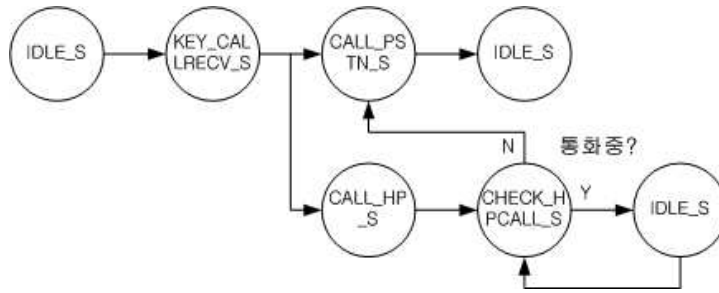 IDLE_S
KEY_CAL
LRECV_S
CALL_PS
TN_S
IDLE_S
N
통화중?
CALL_HP
_S
CHECK_H
PCALL_S
Y
IDLE_S